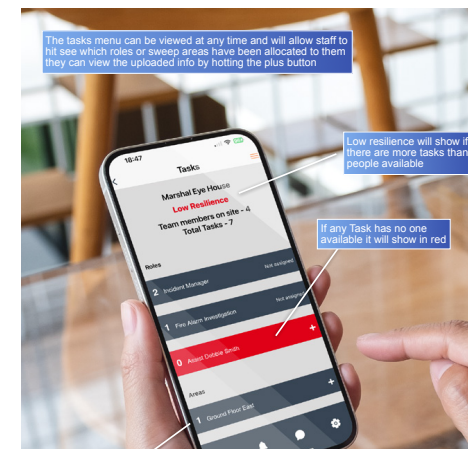 The tasks menu can be viewed at any time and will allow staff to
hit see which roles or sweep areas have been allocated to them
they can view the uploaded info by hotting the plus button
Low resilience will show if
there are more tasks than
people available
18:47
Tasks
Marshal Eye House
Low Resilience
Team members on site - 4
Total Tasks - 7
If any Task has no one
available it will show in red
Roles
2 Incident Manager Not assigned
1 Fire Alarm Investigation Not assigned
0 Assist Debbie Smith +
Areas
1 Ground Floor East +